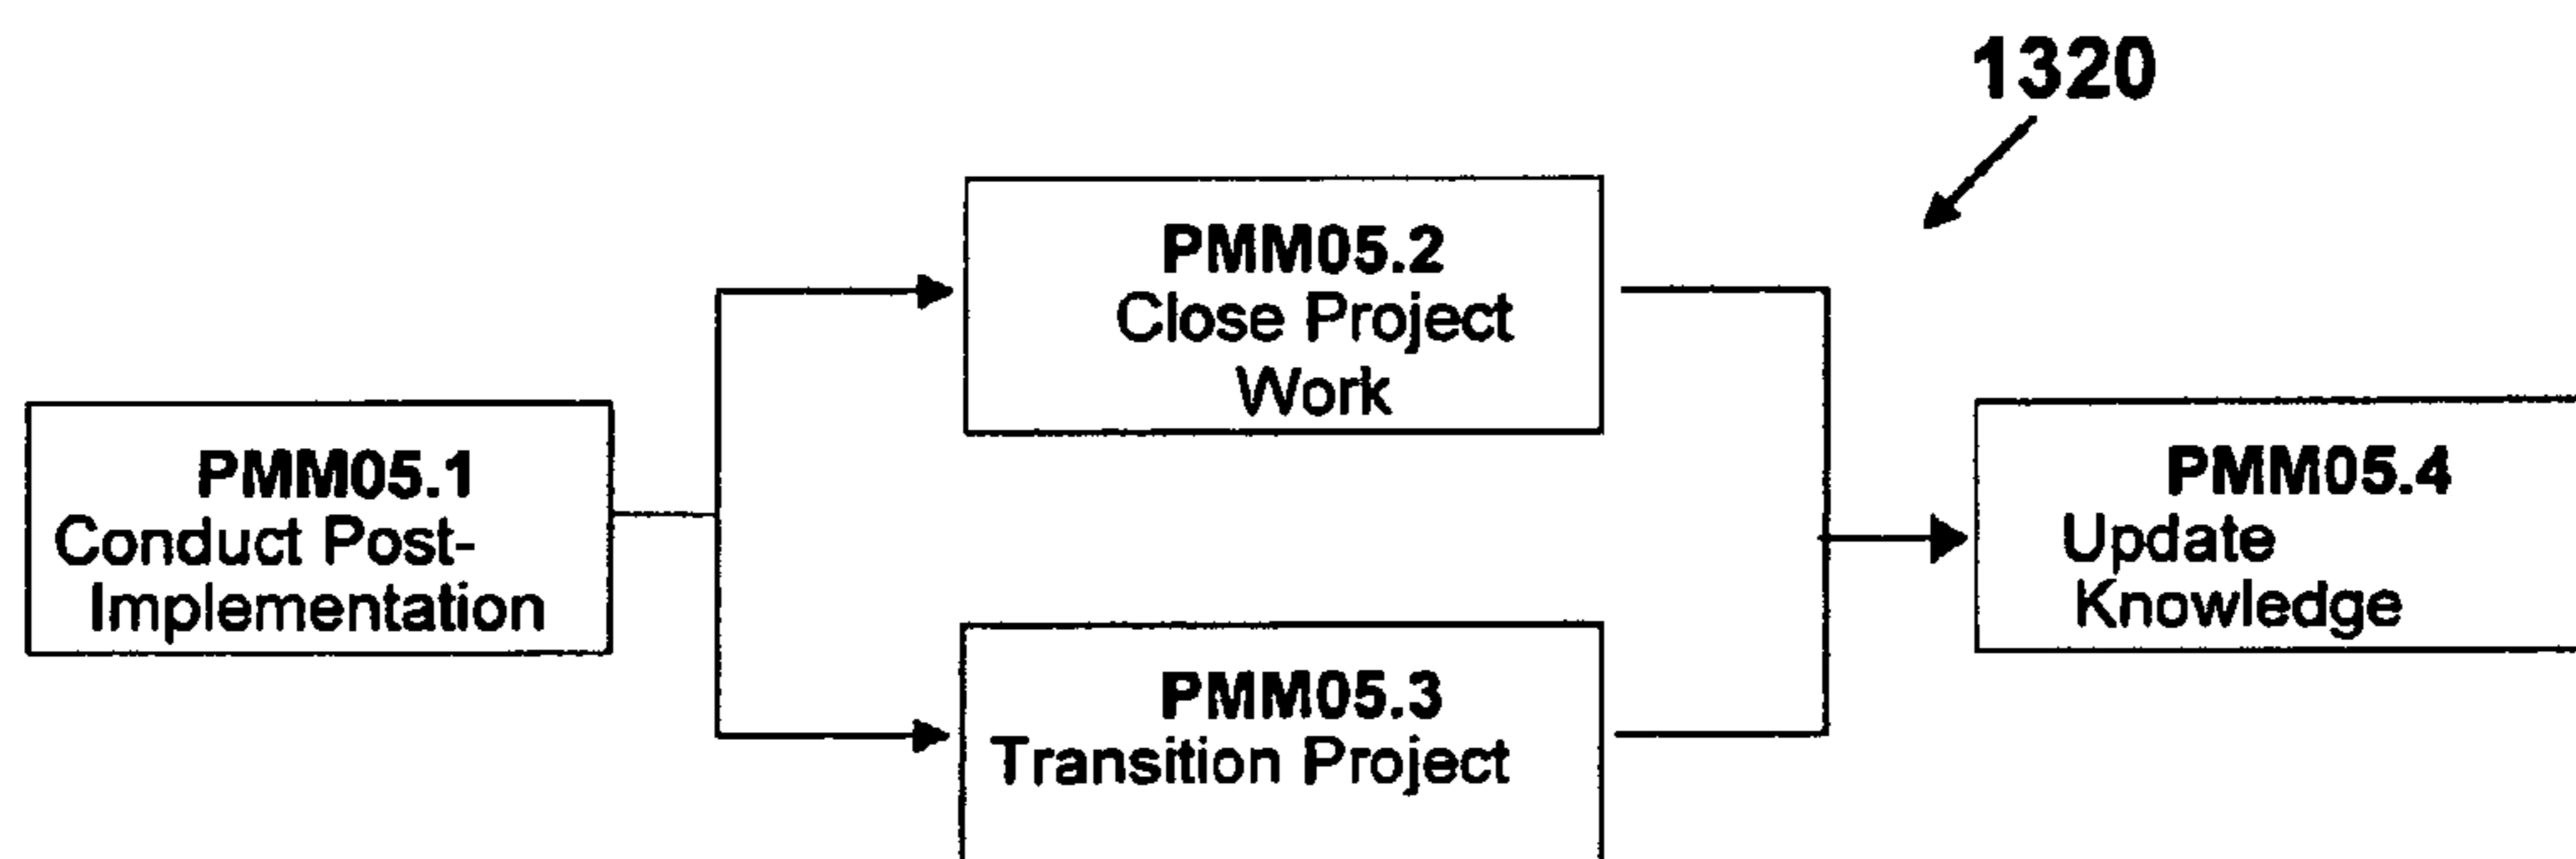 1320
PMM05.1
Conduct Post-
Implementation
PMM05.2
Close Project
Work
PMM05.3
Transition Project
PMM05.4
Update
Knowledge